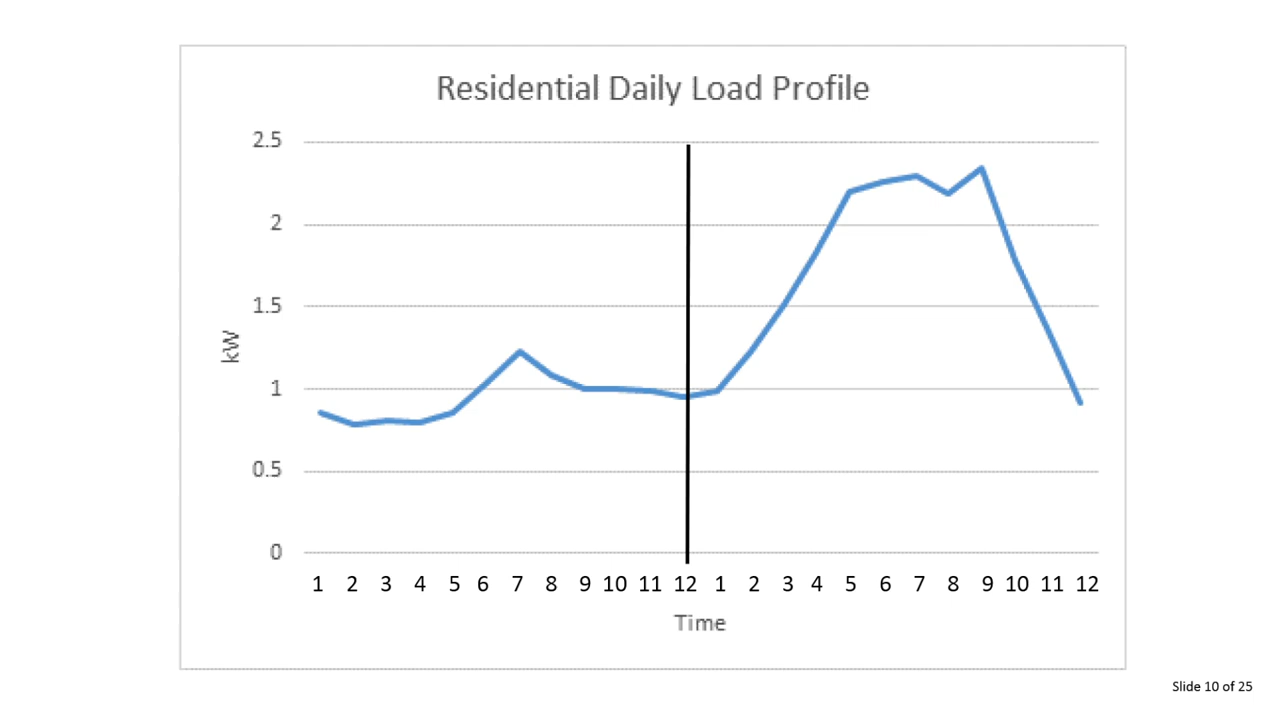 Residential Daily Load Profile
2.5
2
1.5
1
0.5
0
kW
1 2 3 4 5 6 7 8 9 10 11 12 1 2 3 4 5 6 7 8 9 10 11 12
Time
Slide 10 of 25